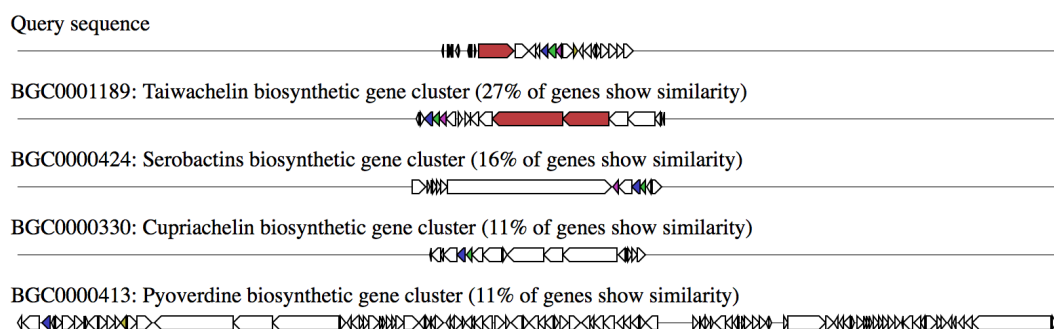 Query sequence
BGC0001189: Taiwachelin biosynthetic gene cluster (27% of genes show similarity)
BGC0000424: Serobactins biosynthetic gene cluster (16% of genes show similarity)
BGC0000330: Cupriachelin biosynthetic gene cluster (11% of genes show similarity)
BGC0000413: Pyoverdine biosynthetic gene cluster (11% of genes show similarity)